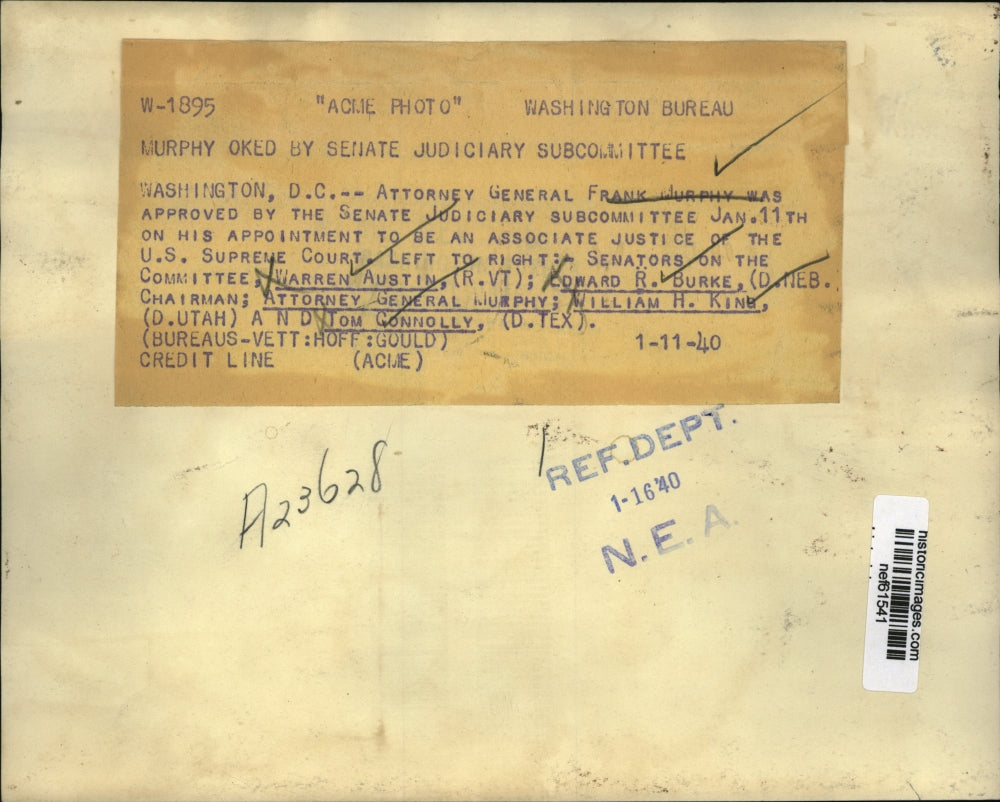 W-1895 "ACME PHOTO" WASHINGTON BUREAU
MURPHY OKED BY SENATE JUDICIARY SUBCOMMITTEE
WASHINGTON, D.C.-- ATTORNEY GENERAL FRANK MURPHY WAS
APPROVED BY THE SENATE JUDICIARY SUBCOMMITTEE JAN.11TH
ON HIS APPOINTMENT TO BE AN ASSOCIATE JUSTICE OF THE
U.S. SUPREME COURT. LEFT TO RIGHT:- SENATORS ON THE
COMMITTEE; WARREN AUSTIN, (R.VT); EDWARD R. BURKE, (D.NEB.
CHAIRMAN; ATTORNEY GENERAL MURPHY; WILLIAM H. KING,
(D.UTAH) A N D TOM CONNOLLY, (D.TEX).
(BUREAUS-VETT:HOFF:GOULD) 1-11-40
CREDIT LINE (ACME)
A23628
REF.DEPT.
1-16'40
N.E.A.
historicimages.com
nef61541